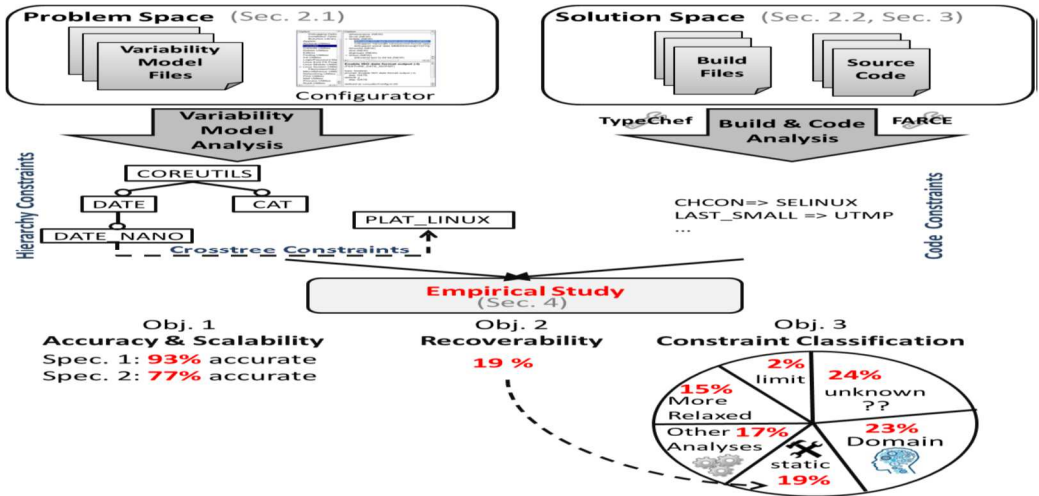 Problem Space (Sec. 2.1)
Variability
Model
Files
Configurator
Solution Space (Sec. 2.2, Sec. 3)
Build
Files
Source
Code
Variability
Model
Analysis
TypeChef
Build & Code
Analysis
FARCE
Hierarchy Constraints
COREUTILS
DATE
CAT
DATE_NANO
PLAT_LINUX
Crosstree Constraints
CHCON=> SELINUX
LAST_SMALL => UTMP
...
Code Constraints
Empirical Study
(Sec. 4)
Obj. 1
Accuracy & Scalability
Spec. 1: 93% accurate
Spec. 2: 77% accurate
Obj. 2
Recoverability
19 %
Obj. 3
Constraint Classification
2%
limit
24%
unknown
??
15%
More
Relaxed
23%
Domain
Other 17%
Analyses
static
19%